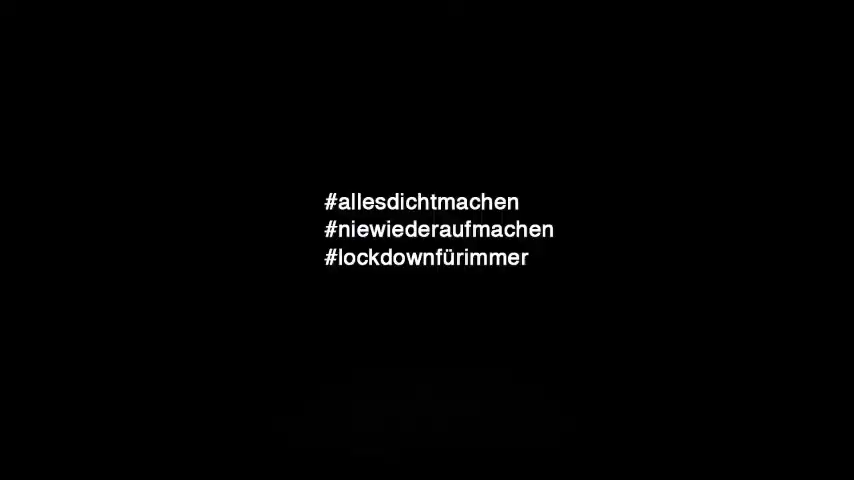 #allesdichtmachen
#niewiederaufmachen
#lockdownfürimmer